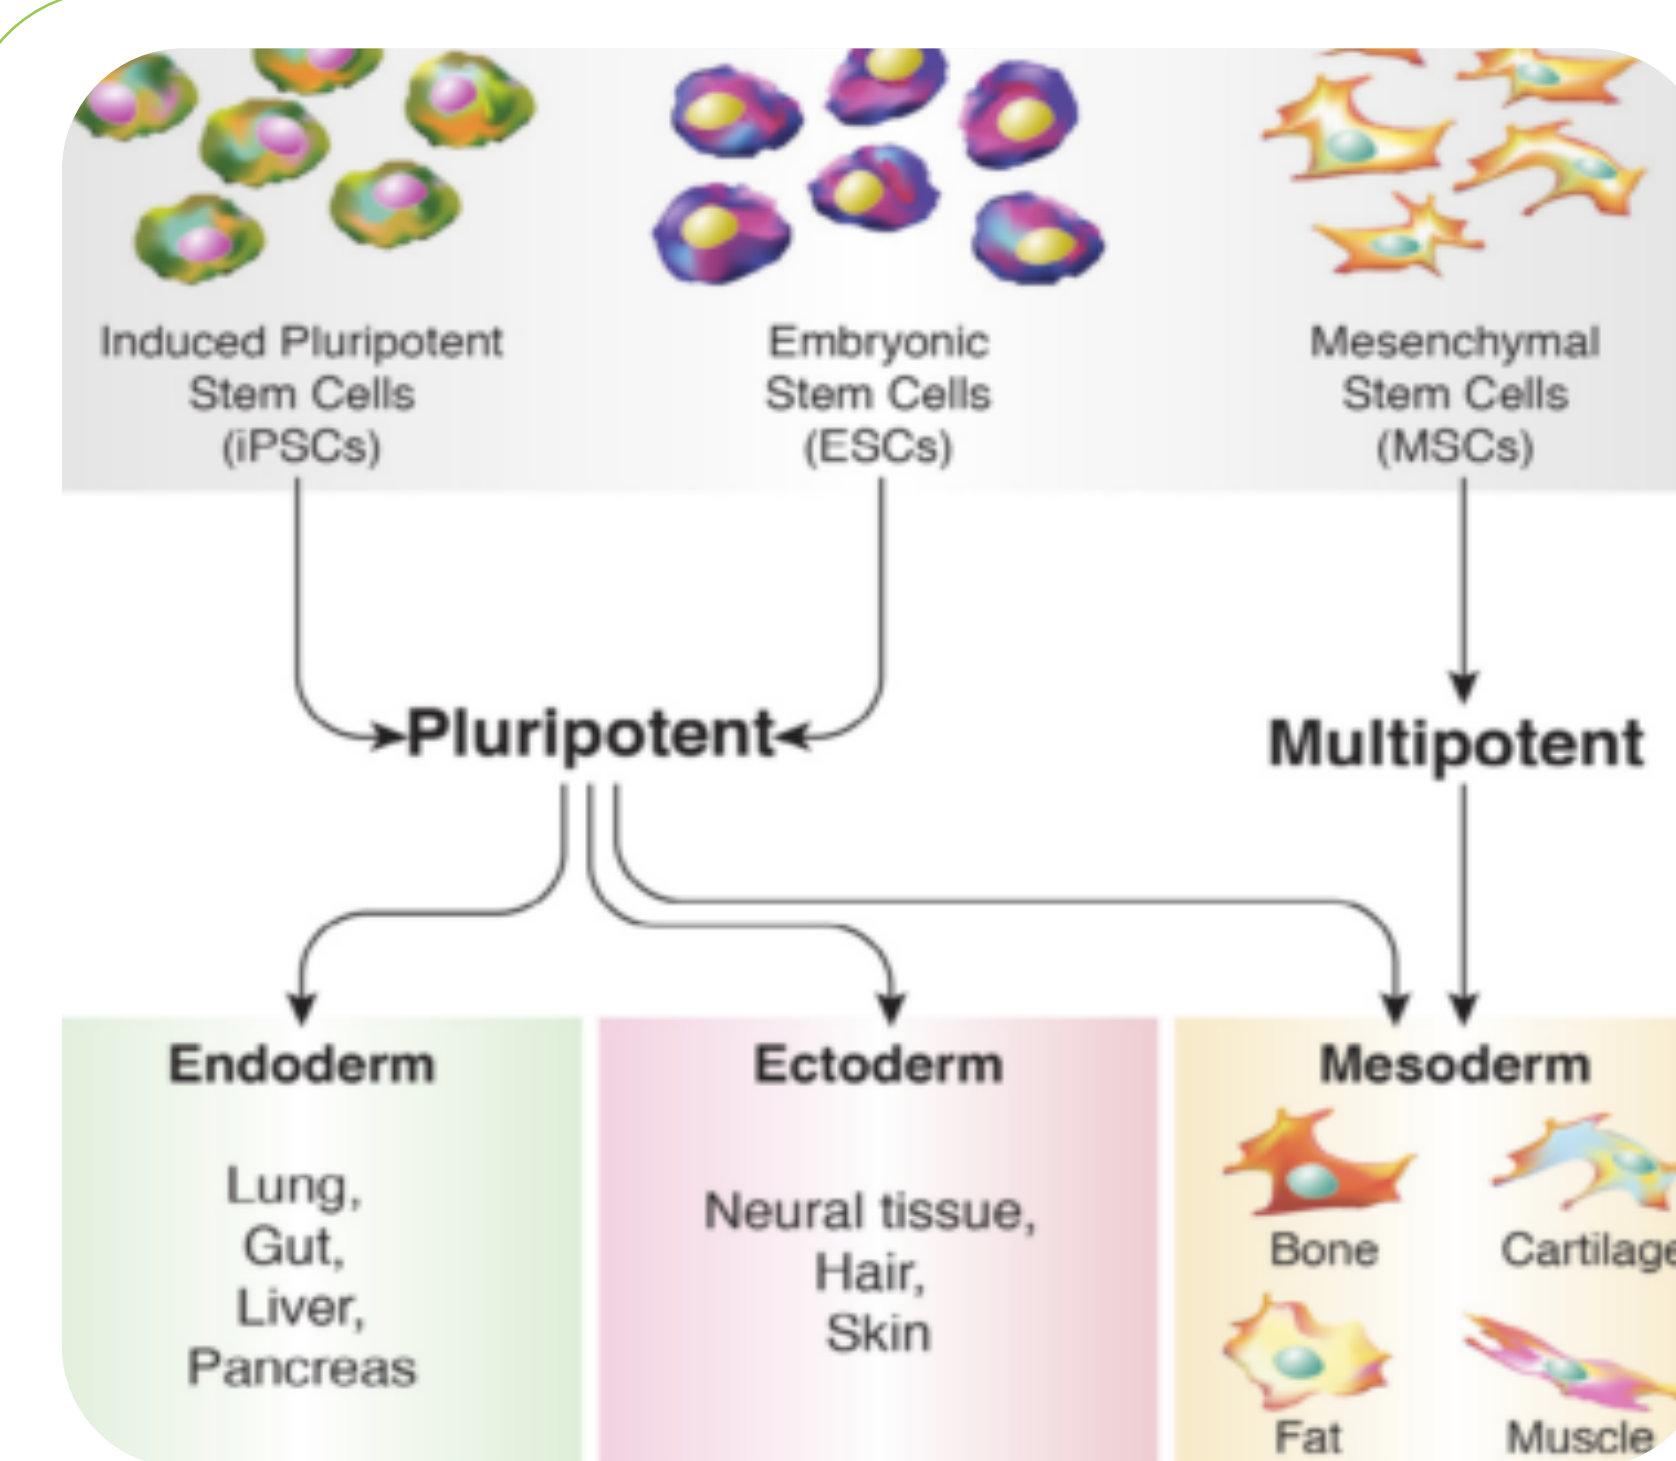 Induced Pluripotent
Stem Cells
(iPSCs)
Embryonic
Stem Cells
(ESCs)
Mesenchymal
Stem Cells
(MSCs)
Pluripotent
Multipotent
Endoderm
Lung,
Gut,
Liver,
Pancreas
Ectoderm
Neural tissue,
Hair,
Skin
Mesoderm
Bone
Cartilage
Fat
Muscle